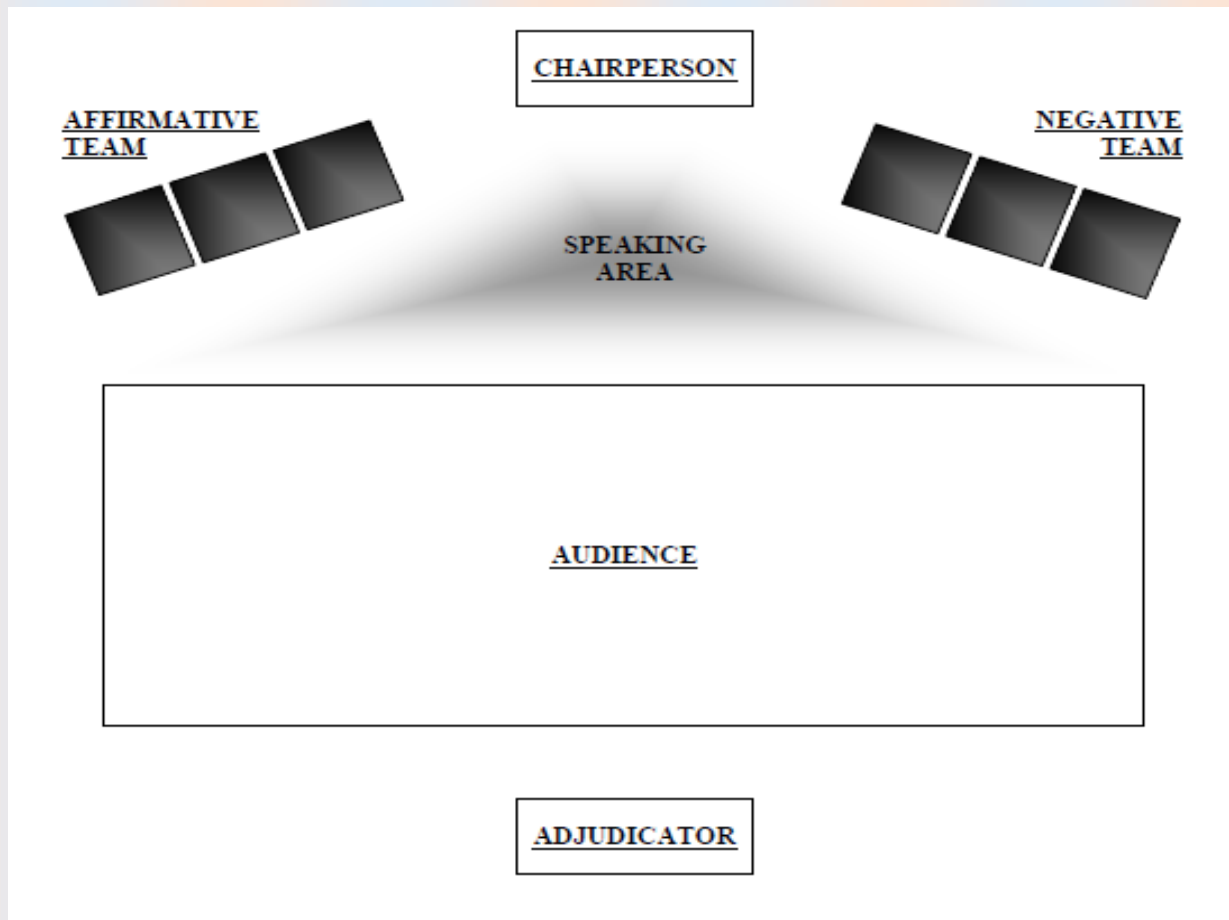 CHAIRPERSON
AFFIRMATIVE
TEAM
NEGATIVE
TEAM
SPEAKING
AREA
AUDIENCE
ADJUDICATOR